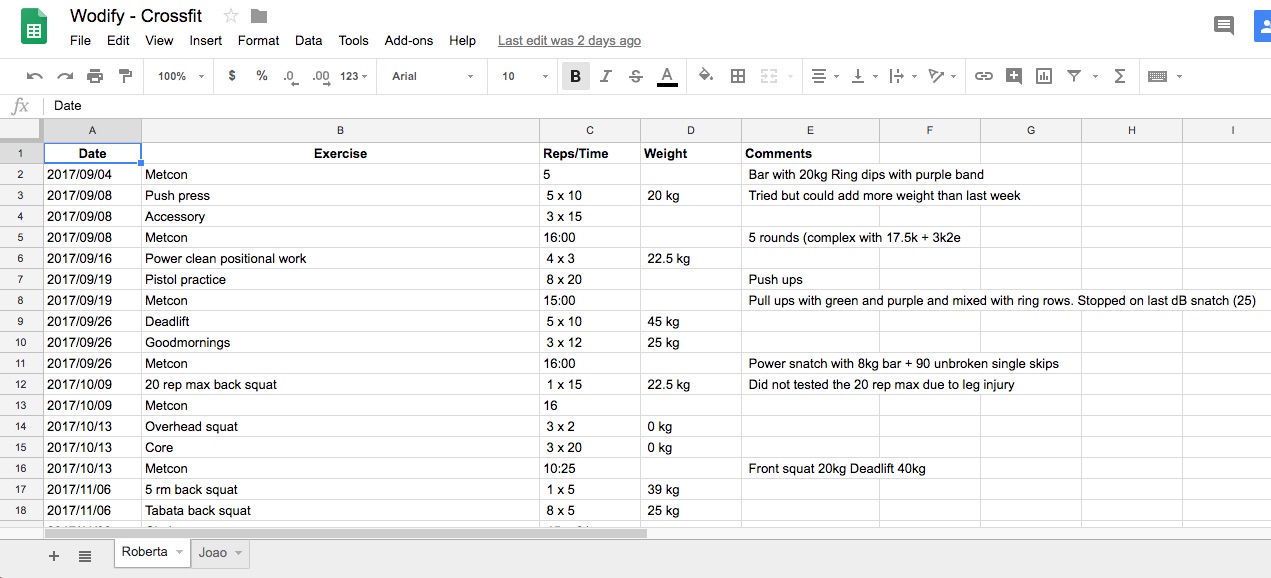 Wodify - Crossfit
File Edit View Insert Format Data Tools Add-ons Help Last edit was 2 days ago
100% $ % .0 .00 123 Arial 10 B I S A Σ
fx Date
A B C D E F G H I
1 Date Exercise Reps/Time Weight Comments
2 2017/09/04 Metcon 5 Bar with 20kg Ring dips with purple band
3 2017/09/08 Push press 5 x 10 20 kg Tried but could add more weight than last week
4 2017/09/08 Accessory 3 x 15
5 2017/09/08 Metcon 16:00 5 rounds (complex with 17.5k + 3k2e
6 2017/09/16 Power clean positional work 4 x 3 22.5 kg
7 2017/09/19 Pistol practice 8 x 20 Push ups
8 2017/09/19 Metcon 15:00 Pull ups with green and purple and mixed with ring rows. Stopped on last dB snatch (25)
9 2017/09/26 Deadlift 5 x 10 45 kg
10 2017/09/26 Goodmornings 3 x 12 25 kg
11 2017/09/26 Metcon 16:00 Power snatch with 8kg bar + 90 unbroken single skips
12 2017/10/09 20 rep max back squat 1 x 15 22.5 kg Did not tested the 20 rep max due to leg injury
13 2017/10/09 Metcon 16
14 2017/10/13 Overhead squat 3 x 2 0 kg
15 2017/10/13 Core 3 x 20 0 kg
16 2017/10/13 Metcon 10:25 Front squat 20kg Deadlift 40kg
17 2017/11/06 5 rm back squat 1 x 5 39 kg
18 2017/11/06 Tabata back squat 8 x 5 25 kg
Roberta Joao